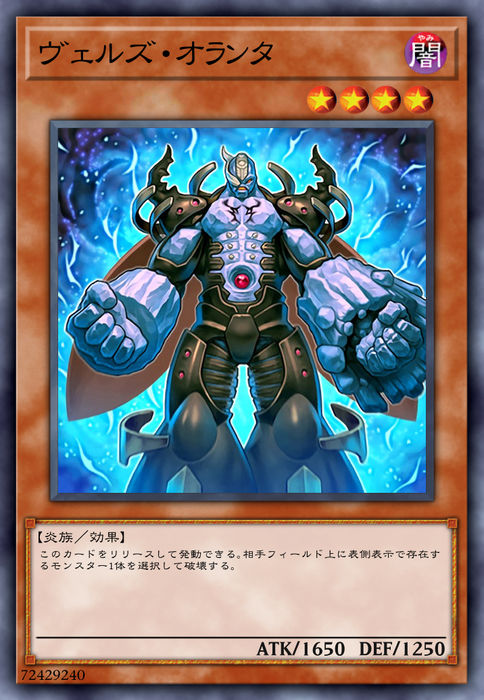 ヴェルズ・オランタ
やみ
闇
【炎族／効果】
このカードをリリースして発動できる。相手フィールド上に表側表示で存在す
るモンスター1体を選択して破壊する。
ATK/1650 DEF/1250
72429240